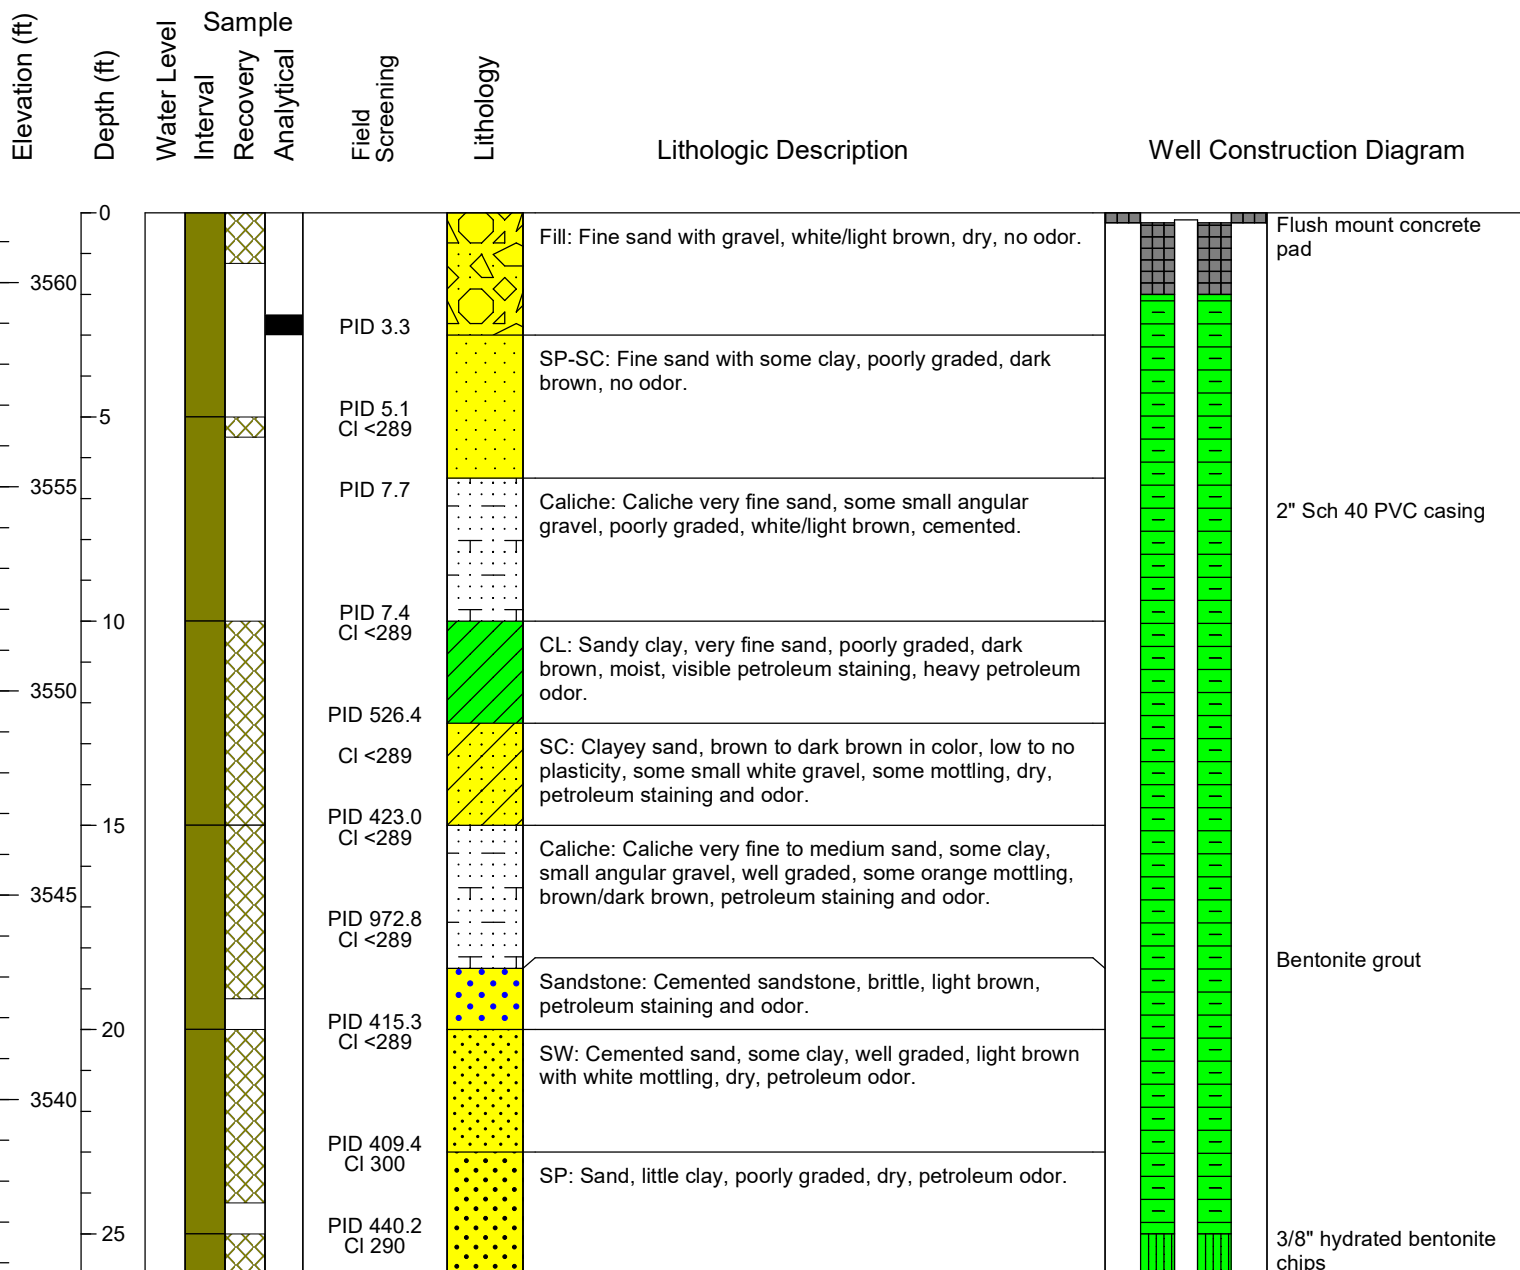 Elevation (ft)
Depth (ft)
Water Level
Sample
Interval
Recovery
Analytical
Field
Screening
Lithology
Lithologic Description
Well Construction Diagram
0
Fill: Fine sand with gravel, white/light brown, dry, no odor.
Flush mount concrete
pad
3560
PID 3.3
SP-SC: Fine sand with some clay, poorly graded, dark
brown, no odor.
PID 5.1
5
Cl <289
3555
PID 7.7
Caliche: Caliche very fine sand, some small angular
gravel, poorly graded, white/light brown, cemented.
2" Sch 40 PVC casing
PID 7.4
10
Cl <289
CL: Sandy clay, very fine sand, poorly graded, dark
brown, moist, visible petroleum staining, heavy petroleum
odor.
3550
PID 526.4
Cl <289
SC: Clayey sand, brown to dark brown in color, low to no
plasticity, some small white gravel, some mottling, dry,
petroleum staining and odor.
PID 423.0
15
Cl <289
Caliche: Caliche very fine to medium sand, some clay,
small angular gravel, well graded, some orange mottling,
brown/dark brown, petroleum staining and odor.
3545
PID 972.8
Cl <289
Bentonite grout
Sandstone: Cemented sandstone, brittle, light brown,
petroleum staining and odor.
PID 415.3
20
Cl <289
SW: Cemented sand, some clay, well graded, light brown
with white mottling, dry, petroleum odor.
3540
PID 409.4
Cl 300
SP: Sand, little clay, poorly graded, dry, petroleum odor.
PID 440.2
25
Cl 290
3/8" hydrated bentonite
chips